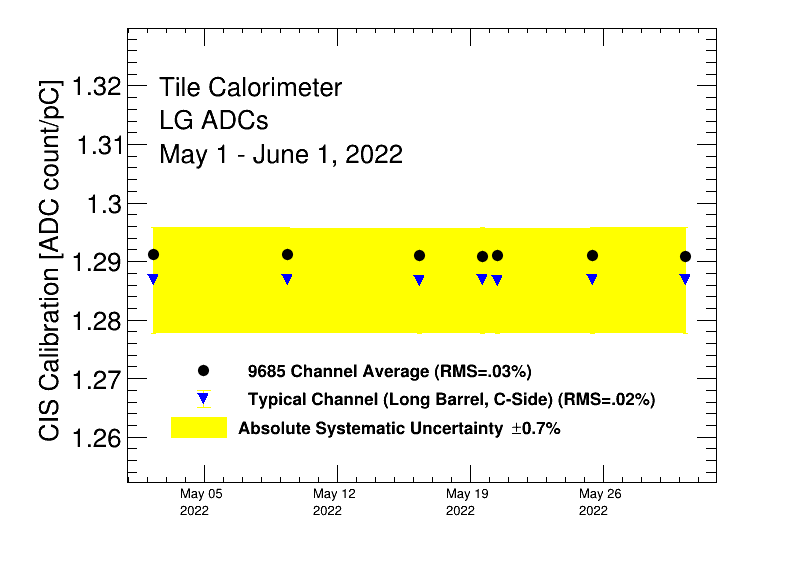 CIS Calibration [ADC count/pC]
1.32
1.31
1.3
1.29
1.28
1.27
1.26
Tile Calorimeter
LG ADCs
May 1 - June 1, 2022
9685 Channel Average (RMS=.03%)
Typical Channel (Long Barrel, C-Side) (RMS=.02%)
Absolute Systematic Uncertainty ±0.7%
May 05 May 12 May 19 May 26
2022 2022 2022 2022